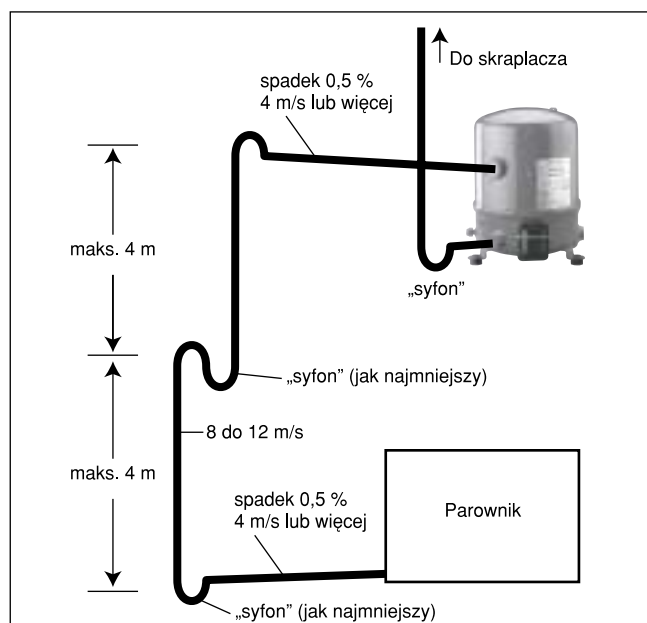 Do skraplacza
spadek 0,5 %
4 m/s lub więcej
maks. 4 m
„syfon”
„syfon” (jak najmniejszy)
8 do 12 m/s
maks. 4 m
spadek 0,5 %
4 m/s lub więcej
Parownik
„syfon” (jak najmniejszy)